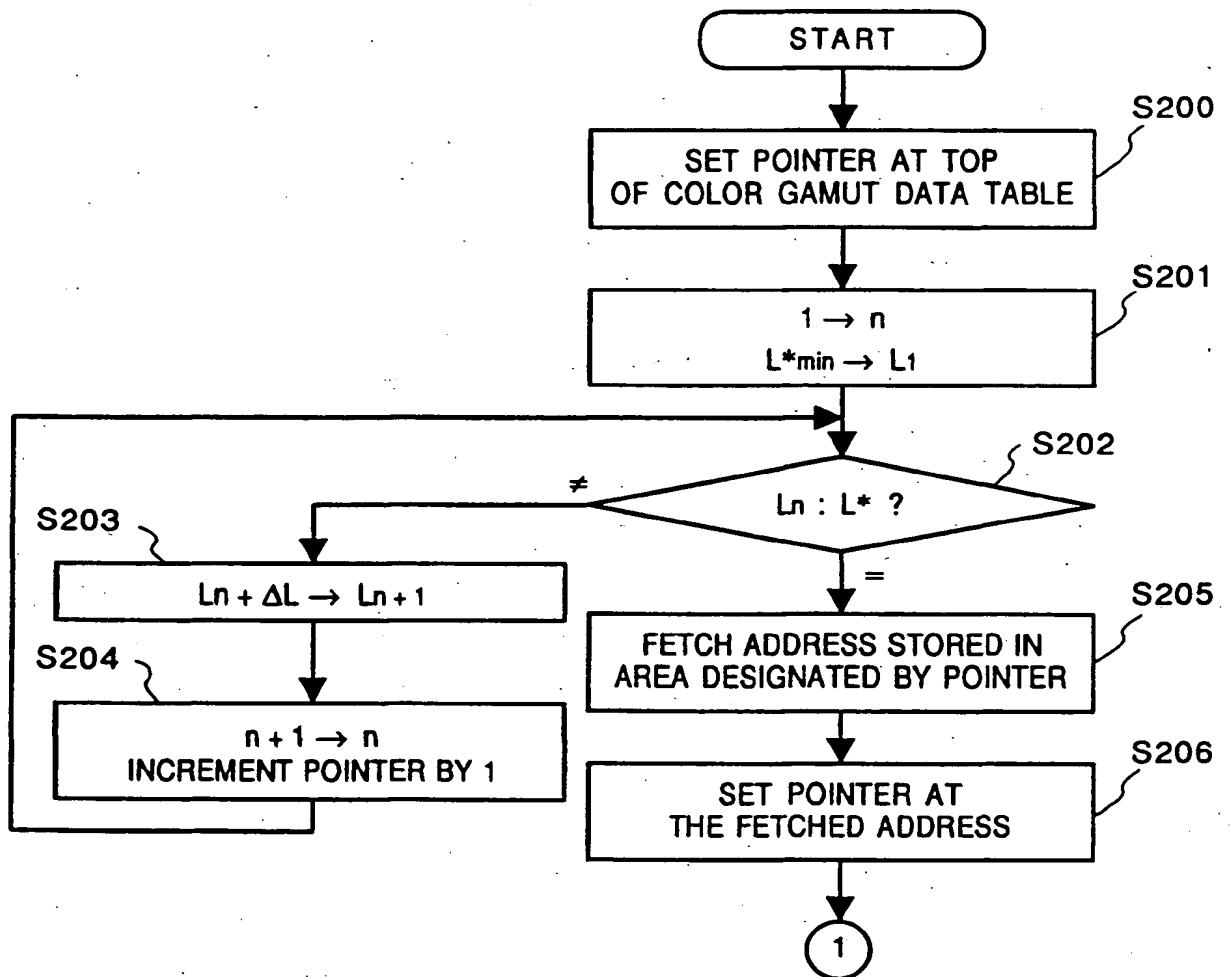 START
S200
SET POINTER AT TOP
OF COLOR GAMUT DATA TABLE
S201
1 → n
L*min → L1
S202
Ln : L* ?
≠
=
S203
Ln + ΔL → Ln + 1
S204
n + 1 → n
INCREMENT POINTER BY 1
S205
FETCH ADDRESS STORED IN
AREA DESIGNATED BY POINTER
S206
SET POINTER AT
THE FETCHED ADDRESS
1